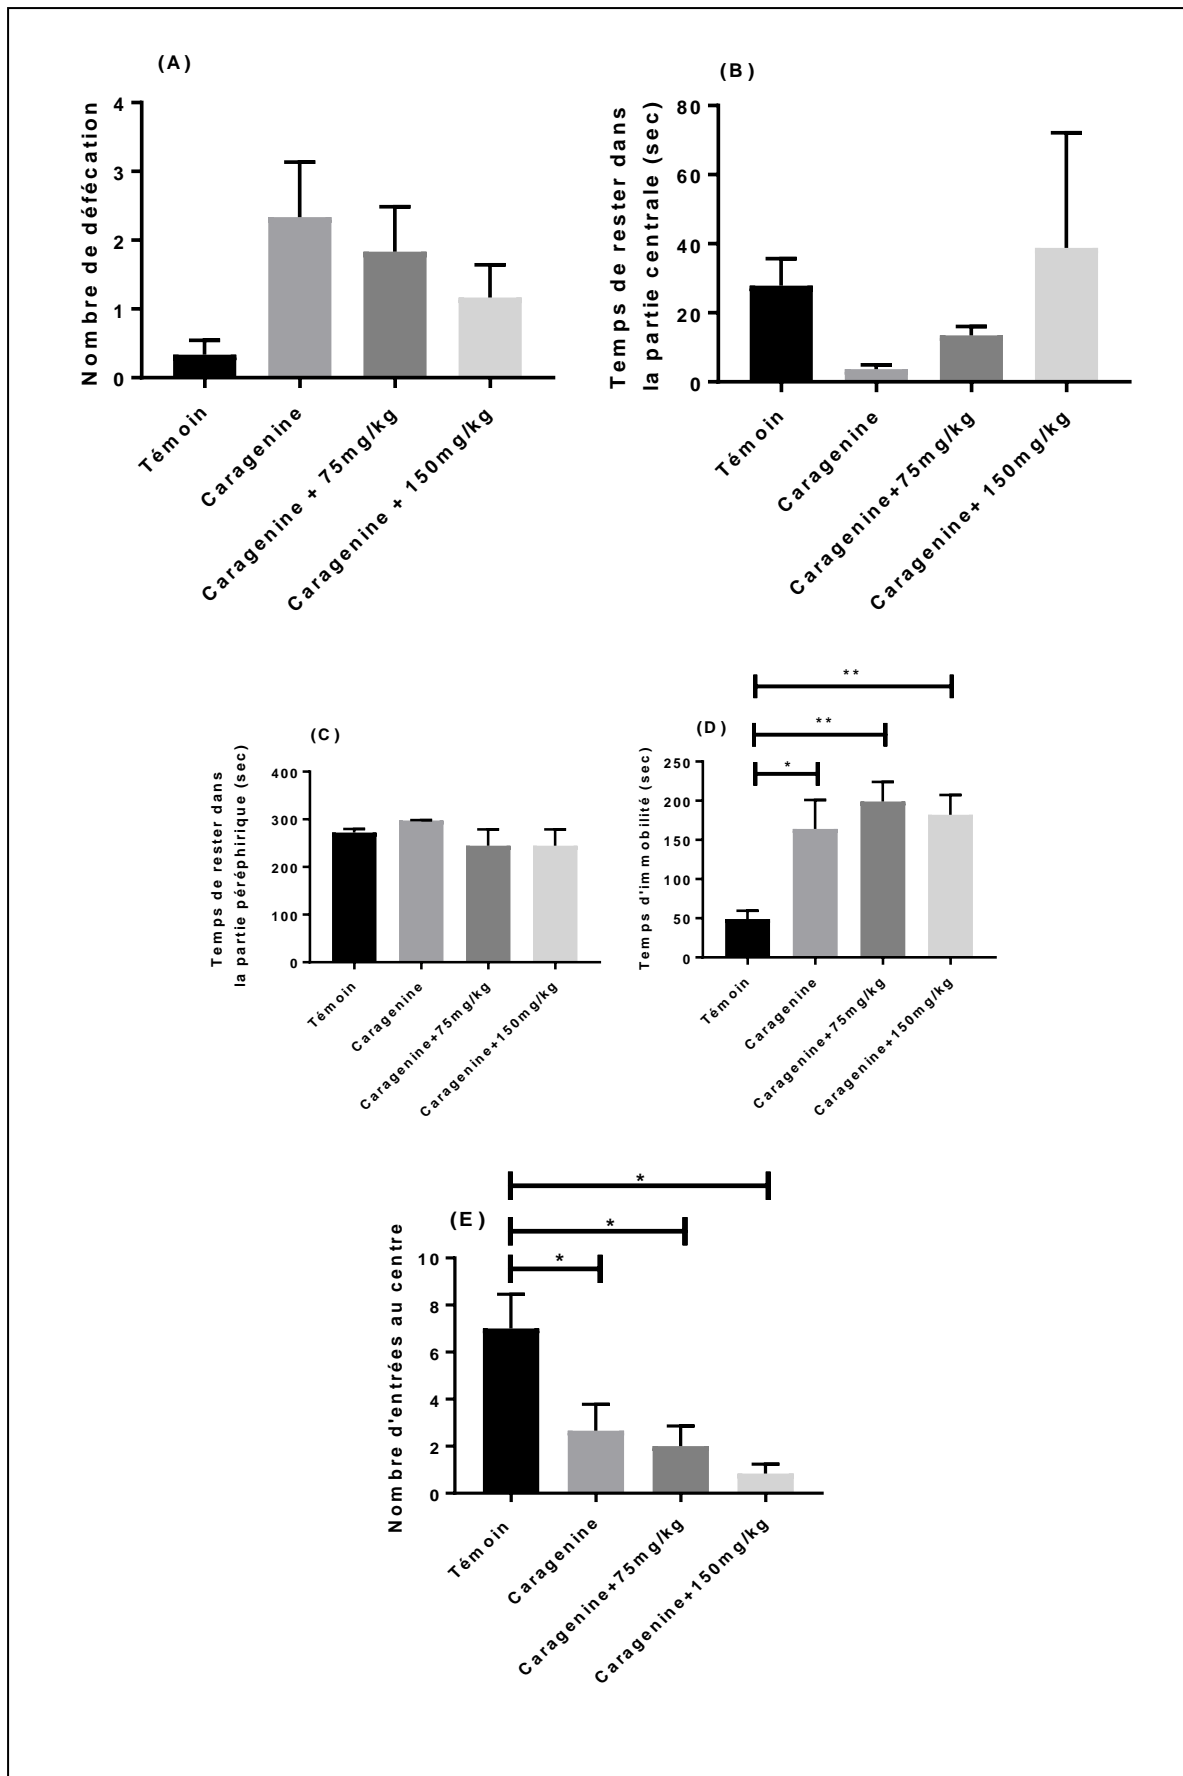 (A)
Nombre de défécation
4
3
2
1
0
Témoin
Caragenine
Caragenine + 75mg/kg
Caragenine + 150mg/kg
(B)
Temps de rester dans
la partie centrale (sec)
80
60
40
20
0
Témoin
Caragenine
Caragenine+75mg/kg
Caragenine+ 150mg/kg
(C)
Temps de rester dans
la partie péréphirique (sec)
400
300
200
100
0
Témoin
Caragenine
Caragenine+75mg/kg
Caragenine+150mg/kg
**
**
*
(D)
Temps d'immobilité (sec)
250
200
150
100
50
0
Témoin
Caragenine
Caragenine+75mg/kg
Caragenine+150mg/kg
*
*
*
(E)
Nombre d'entrées au centre
10
8
6
4
2
0
Témoin
Caragenine
Caragenine+75mg/kg
Caragenine+150mg/kg